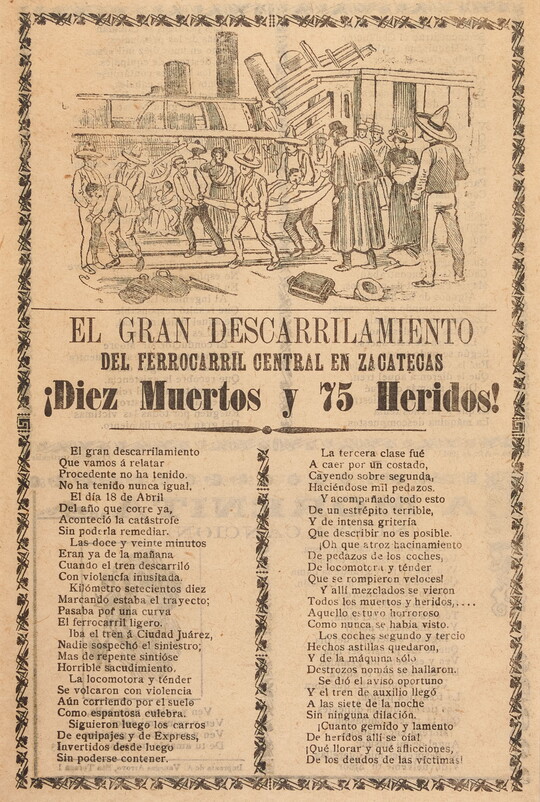 EL GRAN DESCARRILAMIENTO
DEL FERROCARRIL CENTRAL EN ZACATECAS
¡Diez Muertos y 75 Heridos!
El gran descarrilamiento
Que vamos á relatar
Procedente no ha tenido.
No ha tenido nunca igual.
El día 18 de Abril
Del año que corre ya,
Aconteció la catástrofe
Sin poderla remediar.
Las doce y veinte minutos
Eran ya de la mañana
Cuando el tren descarriló
Con violencia inusitada.
Kilómetro setecientos diez
Marcando estaba el trayecto;
Pasaba por una curva
El ferrocarril ligero.
Iba el tren á Ciudad Juárez,
Nadie sospechó el siniestro;
Mas de repente sintióse
Horrible sacudimiento.
La locomotora y ténder
Se volcaron con violencia
Aún corriendo por el suelo
Como espantosa culebra.
Siguieron luego los carros
De equipajes y de Express,
Invertidos desde luego
Sin poderse contener.
La tercera clase fué
A caer por un costado,
Cayendo sobre segunda,
Haciéndose mil pedazos.
Y acompañado todo esto
De un estrépito terrible,
Y de intensa gritería
Que describir no es posible.
¡Oh que atroz hacinamiento
De pedazos de los coches,
De locomotora y ténder
Que se rompieron veloces!
Y allí mezclados se vieron
Todos los muertos y heridos,....
Aquello estuvo horroroso
Como nunca se había visto.
Los coches segundo y tercio
Hechos astillas quedaron,
Y de la máquina sólo
Destrozos nomás se hallaron.
Se dió el aviso oportuno
Y el tren de auxilio llegó
A las siete de la noche
Sin ninguna dilación.
¡Cuanto gemido y lamento
De heridos allí se oía!
¡Qué llorar y qué aflicciones,
De los deudos de las víctimas!